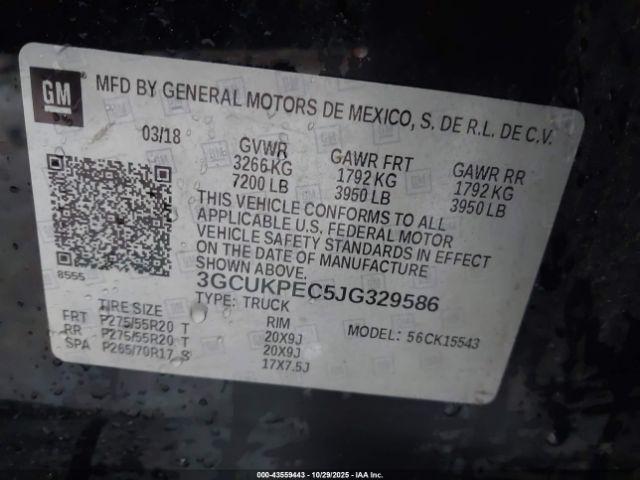 GM
MFD BY GENERAL MOTORS DE MEXICO, S. DE R.L. DE C.V.
03/18
GVWR GAWR FRT GAWR RR
3266 KG 1792 KG 1792 KG
7200 LB 3950 LB 3950 LB
THIS VEHICLE CONFORMS TO ALL
APPLICABLE U.S. FEDERAL MOTOR
VEHICLE SAFETY STANDARDS IN EFFECT
ON THE DATE OF MANUFACTURE
SHOWN ABOVE.
8555
3GCUKPEC5JG329586
TYPE: TRUCK
TIRE SIZE RIM MODEL: 56CK15543
FRT P275/55R20 T 20X9J
RR P275/55R20 T 20X9J
SPA P265/70R17 S 17X7.5J
000-43559443 | 10/29/2025 | IAA Inc.